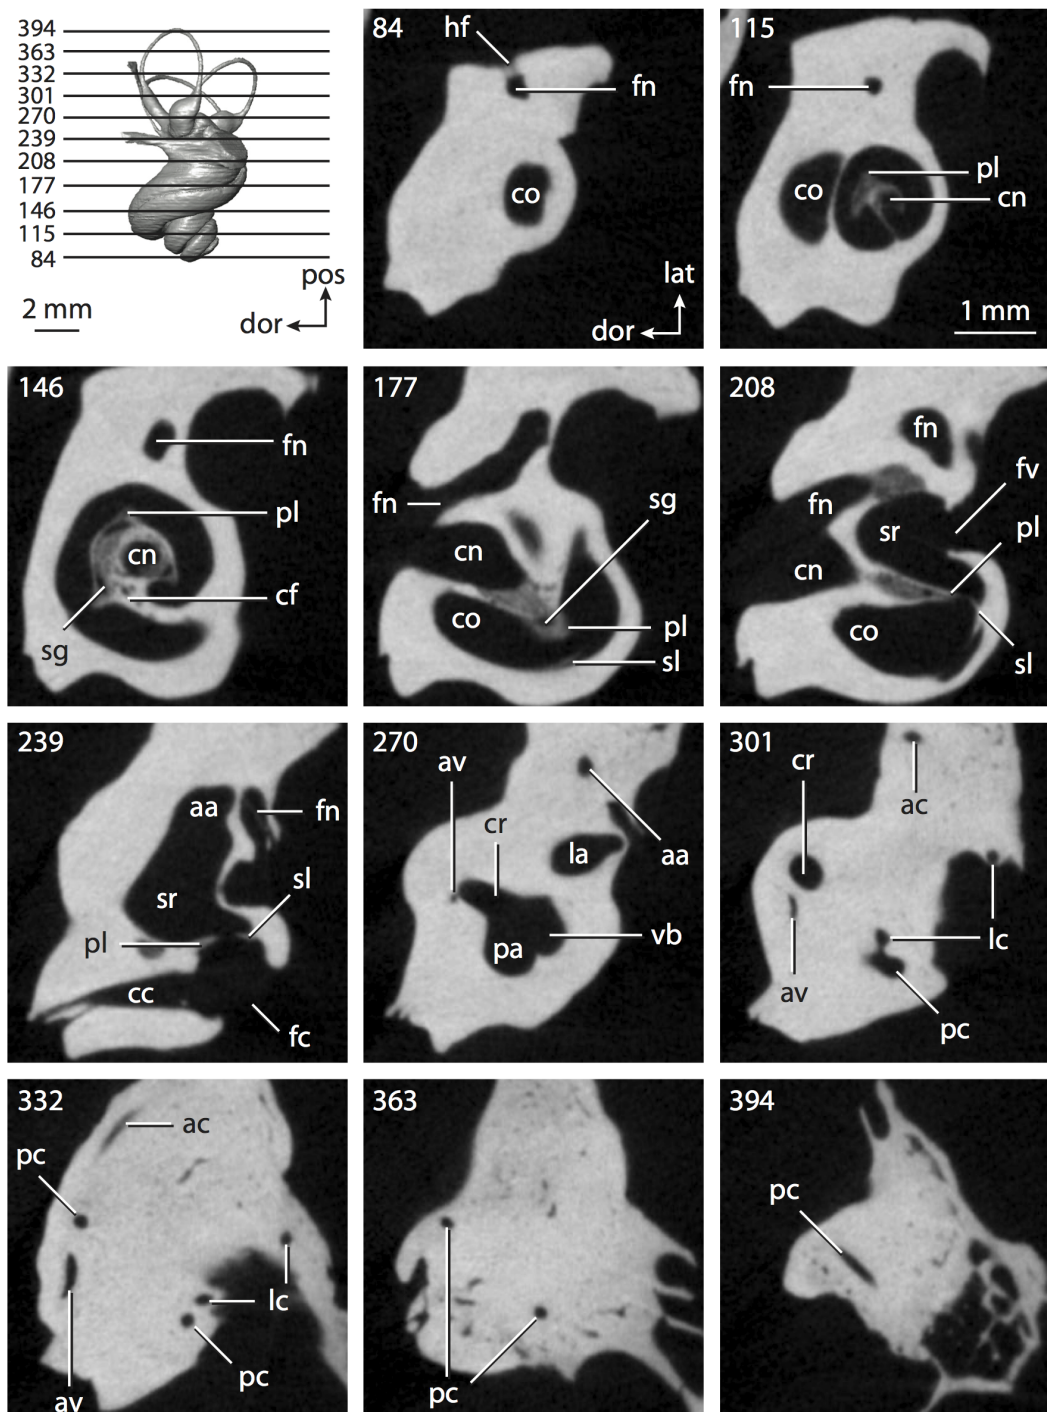 394
363
332
301
270
239
208
177
146
115
84
2 mm
pos
dor
84
hf
fn
co
lat
dor
115
fn
co
pl
cn
1 mm
146
fn
pl
cn
cf
sg
177
fn
sg
cn
co
pl
sl
208
fn
fn
fv
sr
pl
cn
co
sl
239
aa
fn
sl
sr
pl
cc
fc
270
av
cr
la
aa
vb
pa
301
cr
ac
lc
av
pc
332
ac
pc
lc
pc
av
363
pc
394
pc